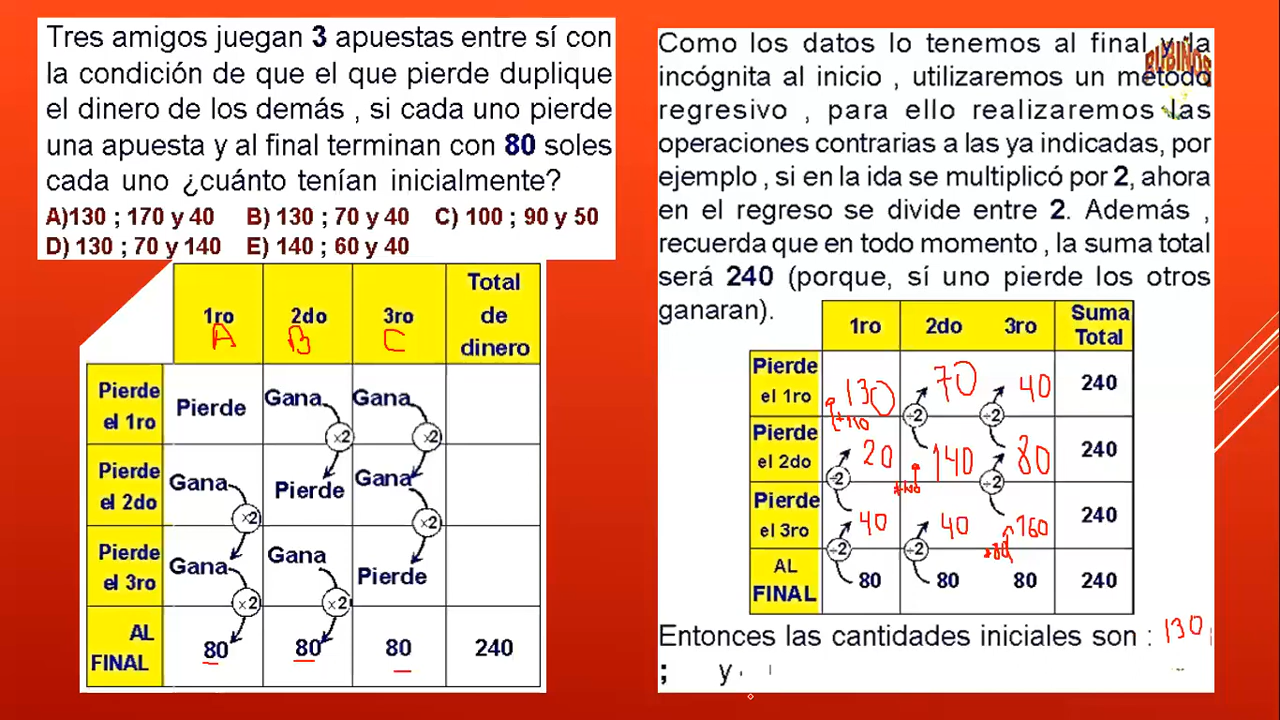 Tres amigos juegan 3 apuestas entre sí con
la condición de que el que pierde duplique
el dinero de los demás , si cada uno pierde
una apuesta y al final terminan con 80 soles
cada uno ¿cuánto tenían inicialmente?
A)130 ; 170 y 40 B) 130 ; 70 y 40 C) 100 ; 90 y 50
D) 130 ; 70 y 140 E) 140 ; 60 y 40
1ro 2do 3ro Total de dinero
A B C
Pierde el 1ro Pierde Gana Gana
x2 x2
Pierde el 2do Gana Pierde Gana
x2 x2
Pierde el 3ro Gana Gana Pierde
x2 x2
AL FINAL 80 80 80 240
Como los datos lo tenemos al final y la
RUBIÑOS
incógnita al inicio , utilizaremos un método
regresivo , para ello realizaremos las
operaciones contrarias a las ya indicadas, por
ejemplo , si en la ida se multiplicó por 2, ahora
en el regreso se divide entre 2. Además ,
recuerda que en todo momento , la suma total
será 240 (porque, sí uno pierde los otros
ganaran).
1ro 2do 3ro Suma Total
Pierde el 1ro 130 70 40 240
+110 ÷2 ÷2
Pierde el 2do 20 140 80 240
÷2 ÷2
Pierde el 3ro 40 40 160 240
÷2 ÷2 +80
AL FINAL 80 80 80 240
Entonces las cantidades iniciales son : 130
; y